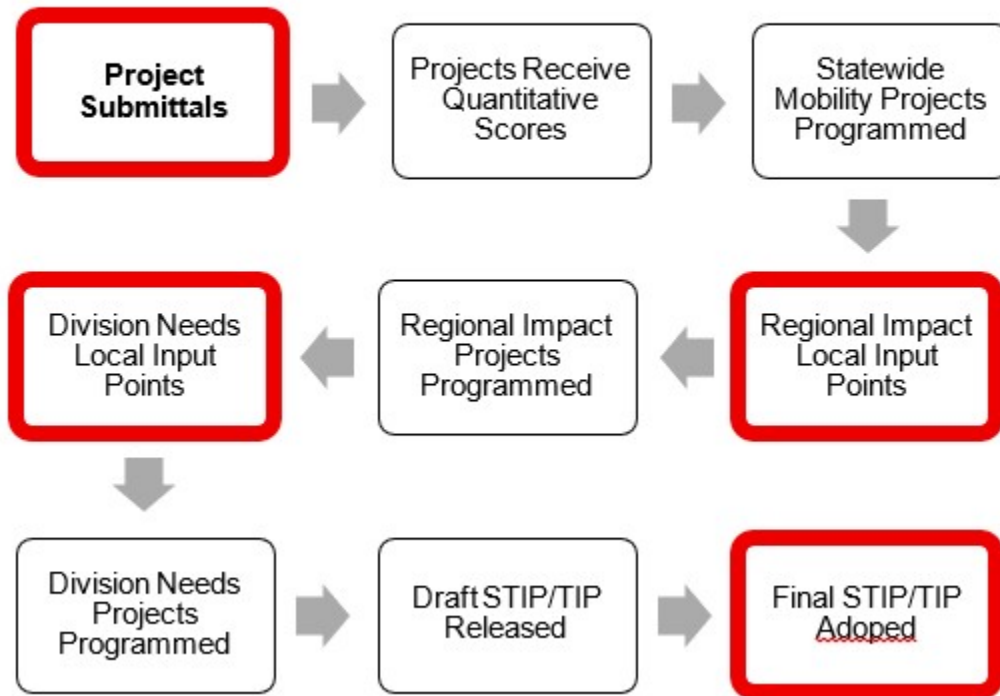 Project
Submittals
Projects Receive
Quantitative
Scores
Statewide
Mobility Projects
Programmed
Regional Impact
Local Input
Points
Regional Impact
Projects
Programmed
Division Needs
Local Input
Points
Division Needs
Projects
Programmed
Draft STIP/TIP
Released
Final STIP/TIP
Adoped